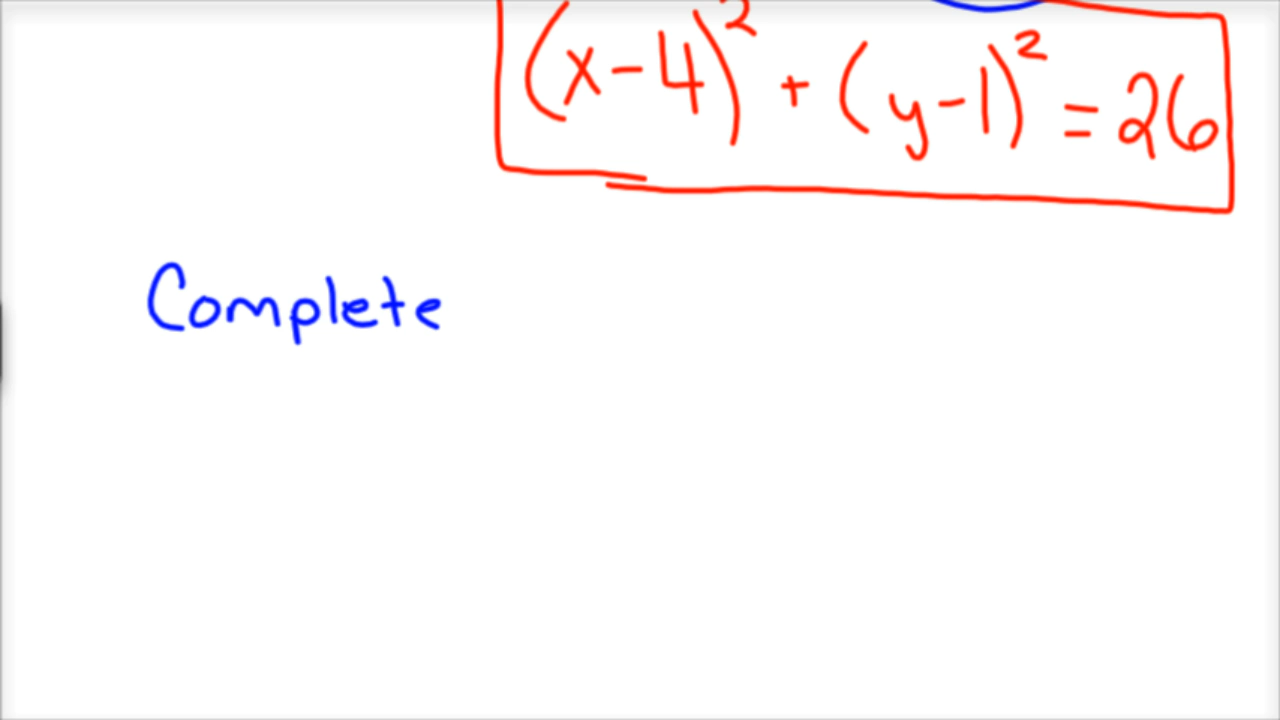 (x-4)² + (y-1)² = 26
Complete